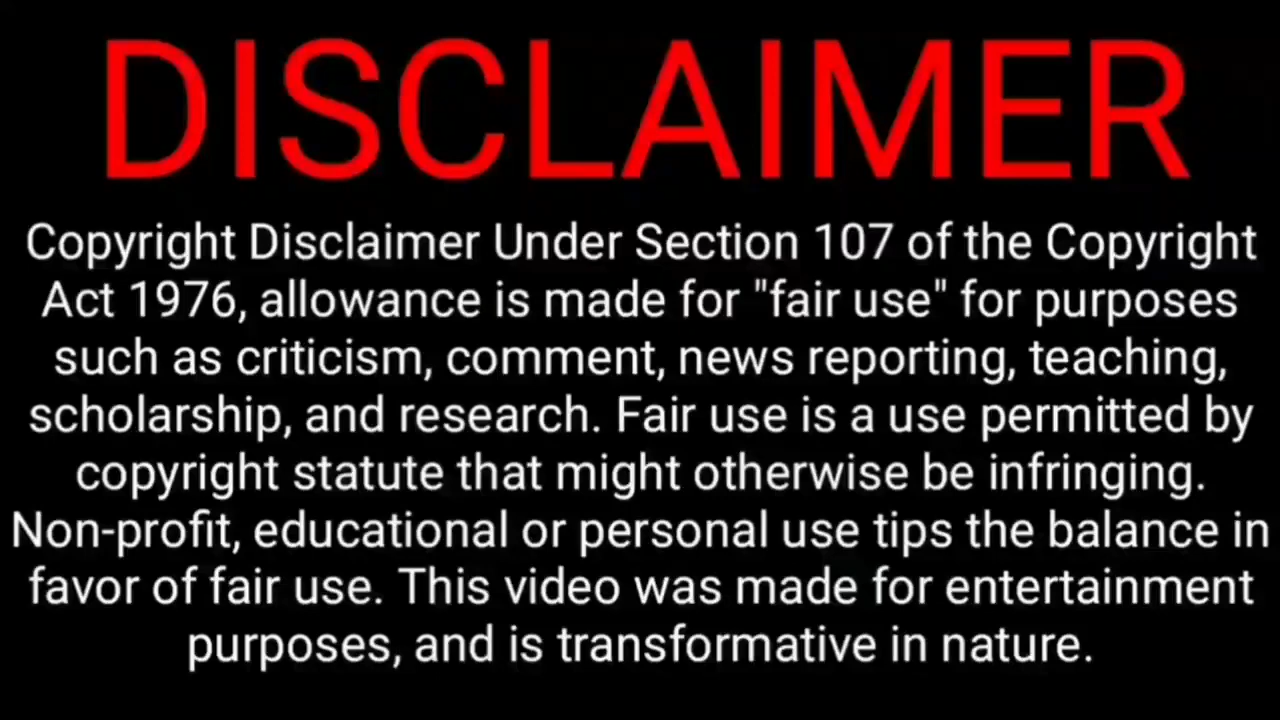 DISCLAIMER
Copyright Disclaimer Under Section 107 of the Copyright
Act 1976, allowance is made for "fair use" for purposes
such as criticism, comment, news reporting, teaching,
scholarship, and research. Fair use is a use permitted by
copyright statute that might otherwise be infringing.
Non-profit, educational or personal use tips the balance in
favor of fair use. This video was made for entertainment
purposes, and is transformative in nature.